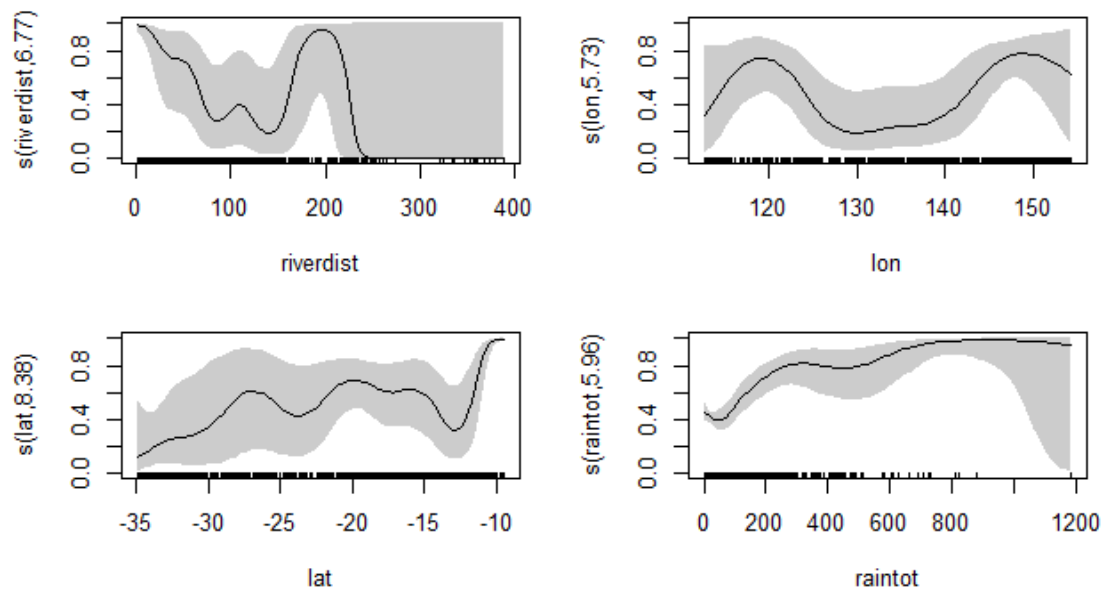 s(riverdist,6.77)
0.0 0.4 0.8
0 100 200 300 400
riverdist
s(lon,5.73)
0.0 0.4 0.8
120 130 140 150
lon
s(lat,8.38)
0.0 0.4 0.8
-35 -30 -25 -20 -15 -10
lat
s(raintot,5.96)
0.0 0.4 0.8
0 200 400 600 800 1200
raintot